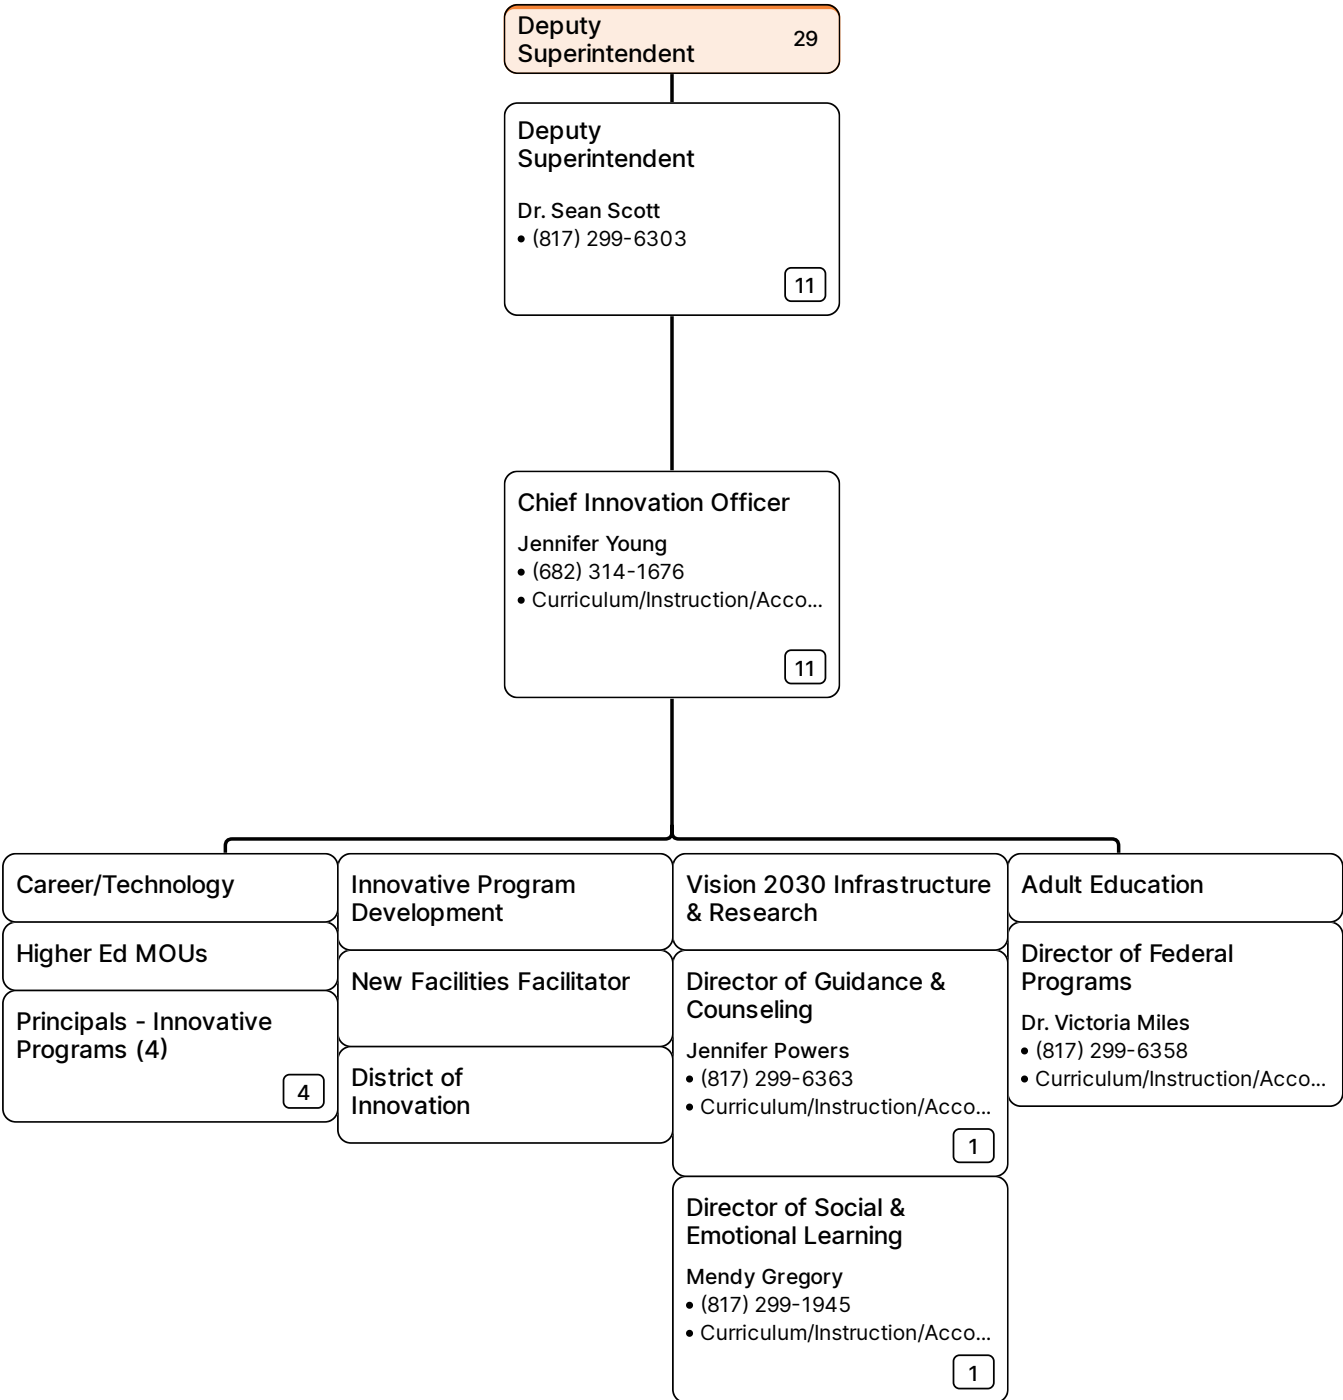 Deputy
Superintendent
29
Deputy
Superintendent
Dr. Sean Scott
• (817) 299-6303
11
Chief Innovation Officer
Jennifer Young
• (682) 314-1676
• Curriculum/Instruction/Acco...
11
Career/Technology
Higher Ed MOUs
Principals - Innovative
Programs (4)
4
Innovative Program
Development
New Facilities Facilitator
District of
Innovation
Vision 2030 Infrastructure
& Research
Director of Guidance &
Counseling
Jennifer Powers
• (817) 299-6363
• Curriculum/Instruction/Acco...
1
Director of Social &
Emotional Learning
Mendy Gregory
• (817) 299-1945
• Curriculum/Instruction/Acco...
1
Adult Education
Director of Federal
Programs
Dr. Victoria Miles
• (817) 299-6358
• Curriculum/Instruction/Acco...